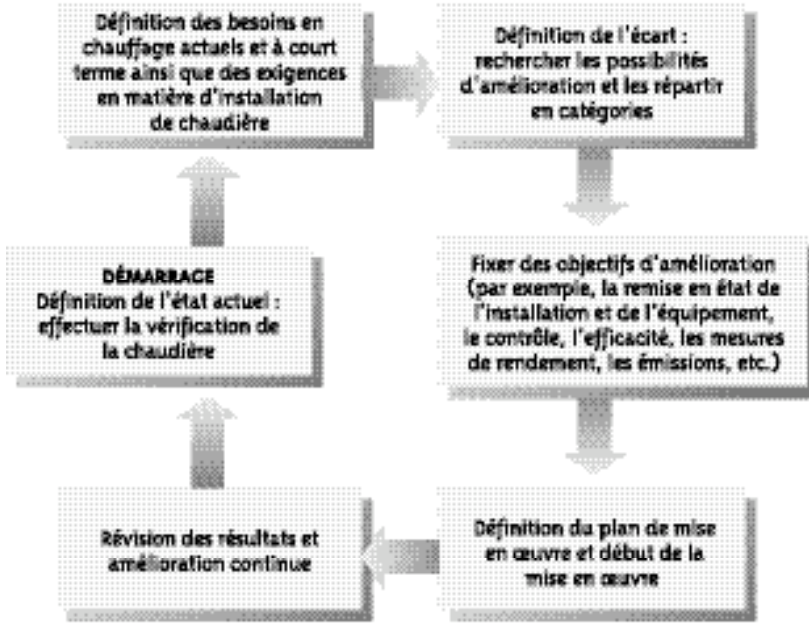 Définition des besoins en
chauffage actuels et à court
terme ainsi que des exigences
en matière d'installation
de chaudière
Définition de l'écart :
rechercher les possibilités
d'amélioration et les répartir
en catégories
DÉMARRAGE
Définition de l'état actuel :
effectuer la vérification de
la chaudière
Fixer des objectifs d'amélioration
(par exemple, la remise en état de
l'installation et de l'équipement,
le contrôle, l'efficacité, les mesures
de rendement, les émissions, etc.)
Révision des résultats et
amélioration continue
Définition du plan de mise
en œuvre et début de la
mise en œuvre